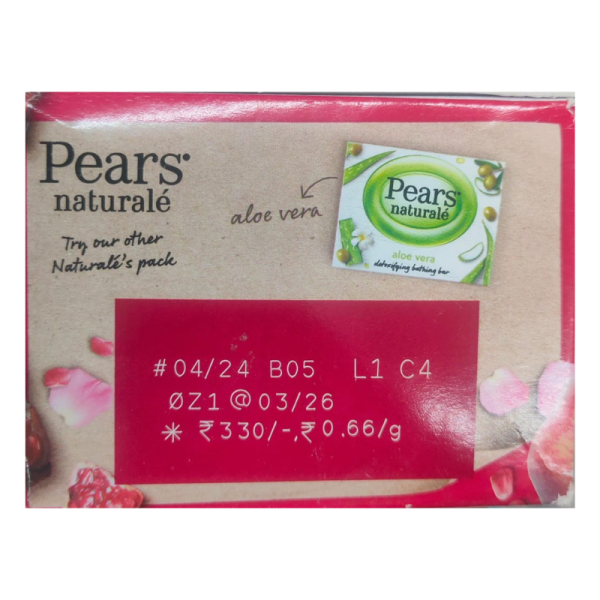 Pears
naturalé
Try our other
Naturalé's pack
aloe vera
Pears
naturalé
aloe vera
detoxifying bathing bar
#04/24 B05 L1 C4
ØZ1@03/26
* ₹330/-,₹0.66/g